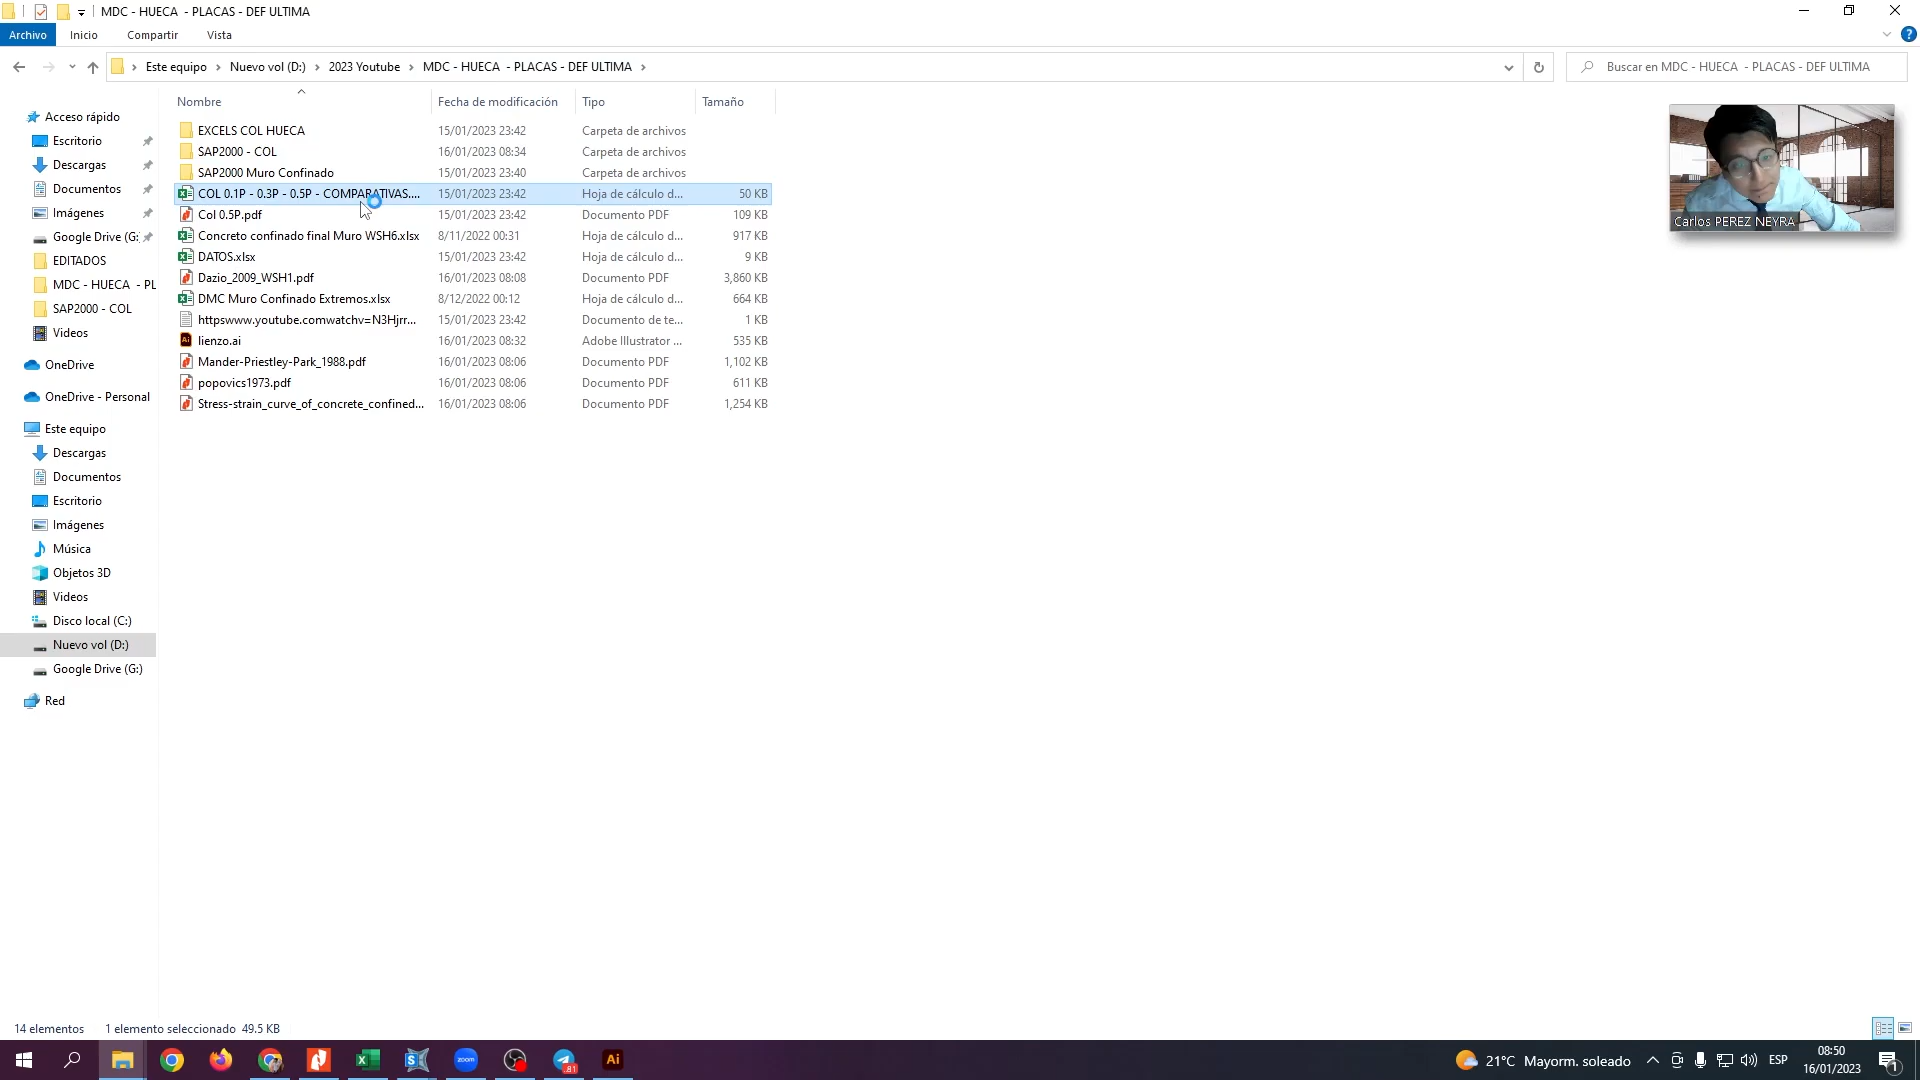 MDC - HUECA - PLACAS - DEF ULTIMA
Archivo
Inicio
Compartir
Vista
Este equipo
Nuevo vol (D:)
2023 Youtube
MDC - HUECA - PLACAS - DEF ULTIMA
Buscar en MDC - HUECA - PLACAS - DEF ULTIMA
Nombre
Fecha de modificación
Tipo
Tamaño
EXCELS COL HUECA 15/01/2023 23:42 Carpeta de archivos
SAP2000 - COL 16/01/2023 08:34 Carpeta de archivos
SAP2000 Muro Confinado 15/01/2023 23:40 Carpeta de archivos
COL 0.1P - 0.3P - 0.5P - COMPARATIVAS.... 15/01/2023 23:42 Hoja de cálculo d... 50 KB
Col 0.5P.pdf 15/01/2023 23:42 Documento PDF 109 KB
Concreto confinado final Muro WSH6.xlsx 8/11/2022 00:31 Hoja de cálculo d... 917 KB
DATOS.xlsx 15/01/2023 23:42 Hoja de cálculo d... 9 KB
Dazio_2009_WSH1.pdf 16/01/2023 08:08 Documento PDF 3,860 KB
DMC Muro Confinado Extremos.xlsx 8/12/2022 00:12 Hoja de cálculo d... 664 KB
httpswww.youtube.comwatchv=N3Hjrr... 15/01/2023 23:42 Documento de te... 1 KB
lienzo.ai 16/01/2023 08:32 Adobe Illustrator ... 535 KB
Mander-Priestley-Park_1988.pdf 16/01/2023 08:06 Documento PDF 1,102 KB
popovics1973.pdf 16/01/2023 08:06 Documento PDF 611 KB
Stress-strain_curve_of_concrete_confined... 16/01/2023 08:06 Documento PDF 1,254 KB
Acceso rápido
Escritorio
Descargas
Documentos
Imágenes
Google Drive (G:
EDITADOS
MDC - HUECA - PL
SAP2000 - COL
Videos
OneDrive
OneDrive - Personal
Este equipo
Descargas
Documentos
Escritorio
Imágenes
Música
Objetos 3D
Videos
Disco local (C:)
Nuevo vol (D:)
Google Drive (G:)
Red
Carlos PEREZ NEYRA
14 elementos
1 elemento seleccionado 49.5 KB
zoom
81
Ai
21°C Mayorm. soleado
ESP
08:50
16/01/2023
1